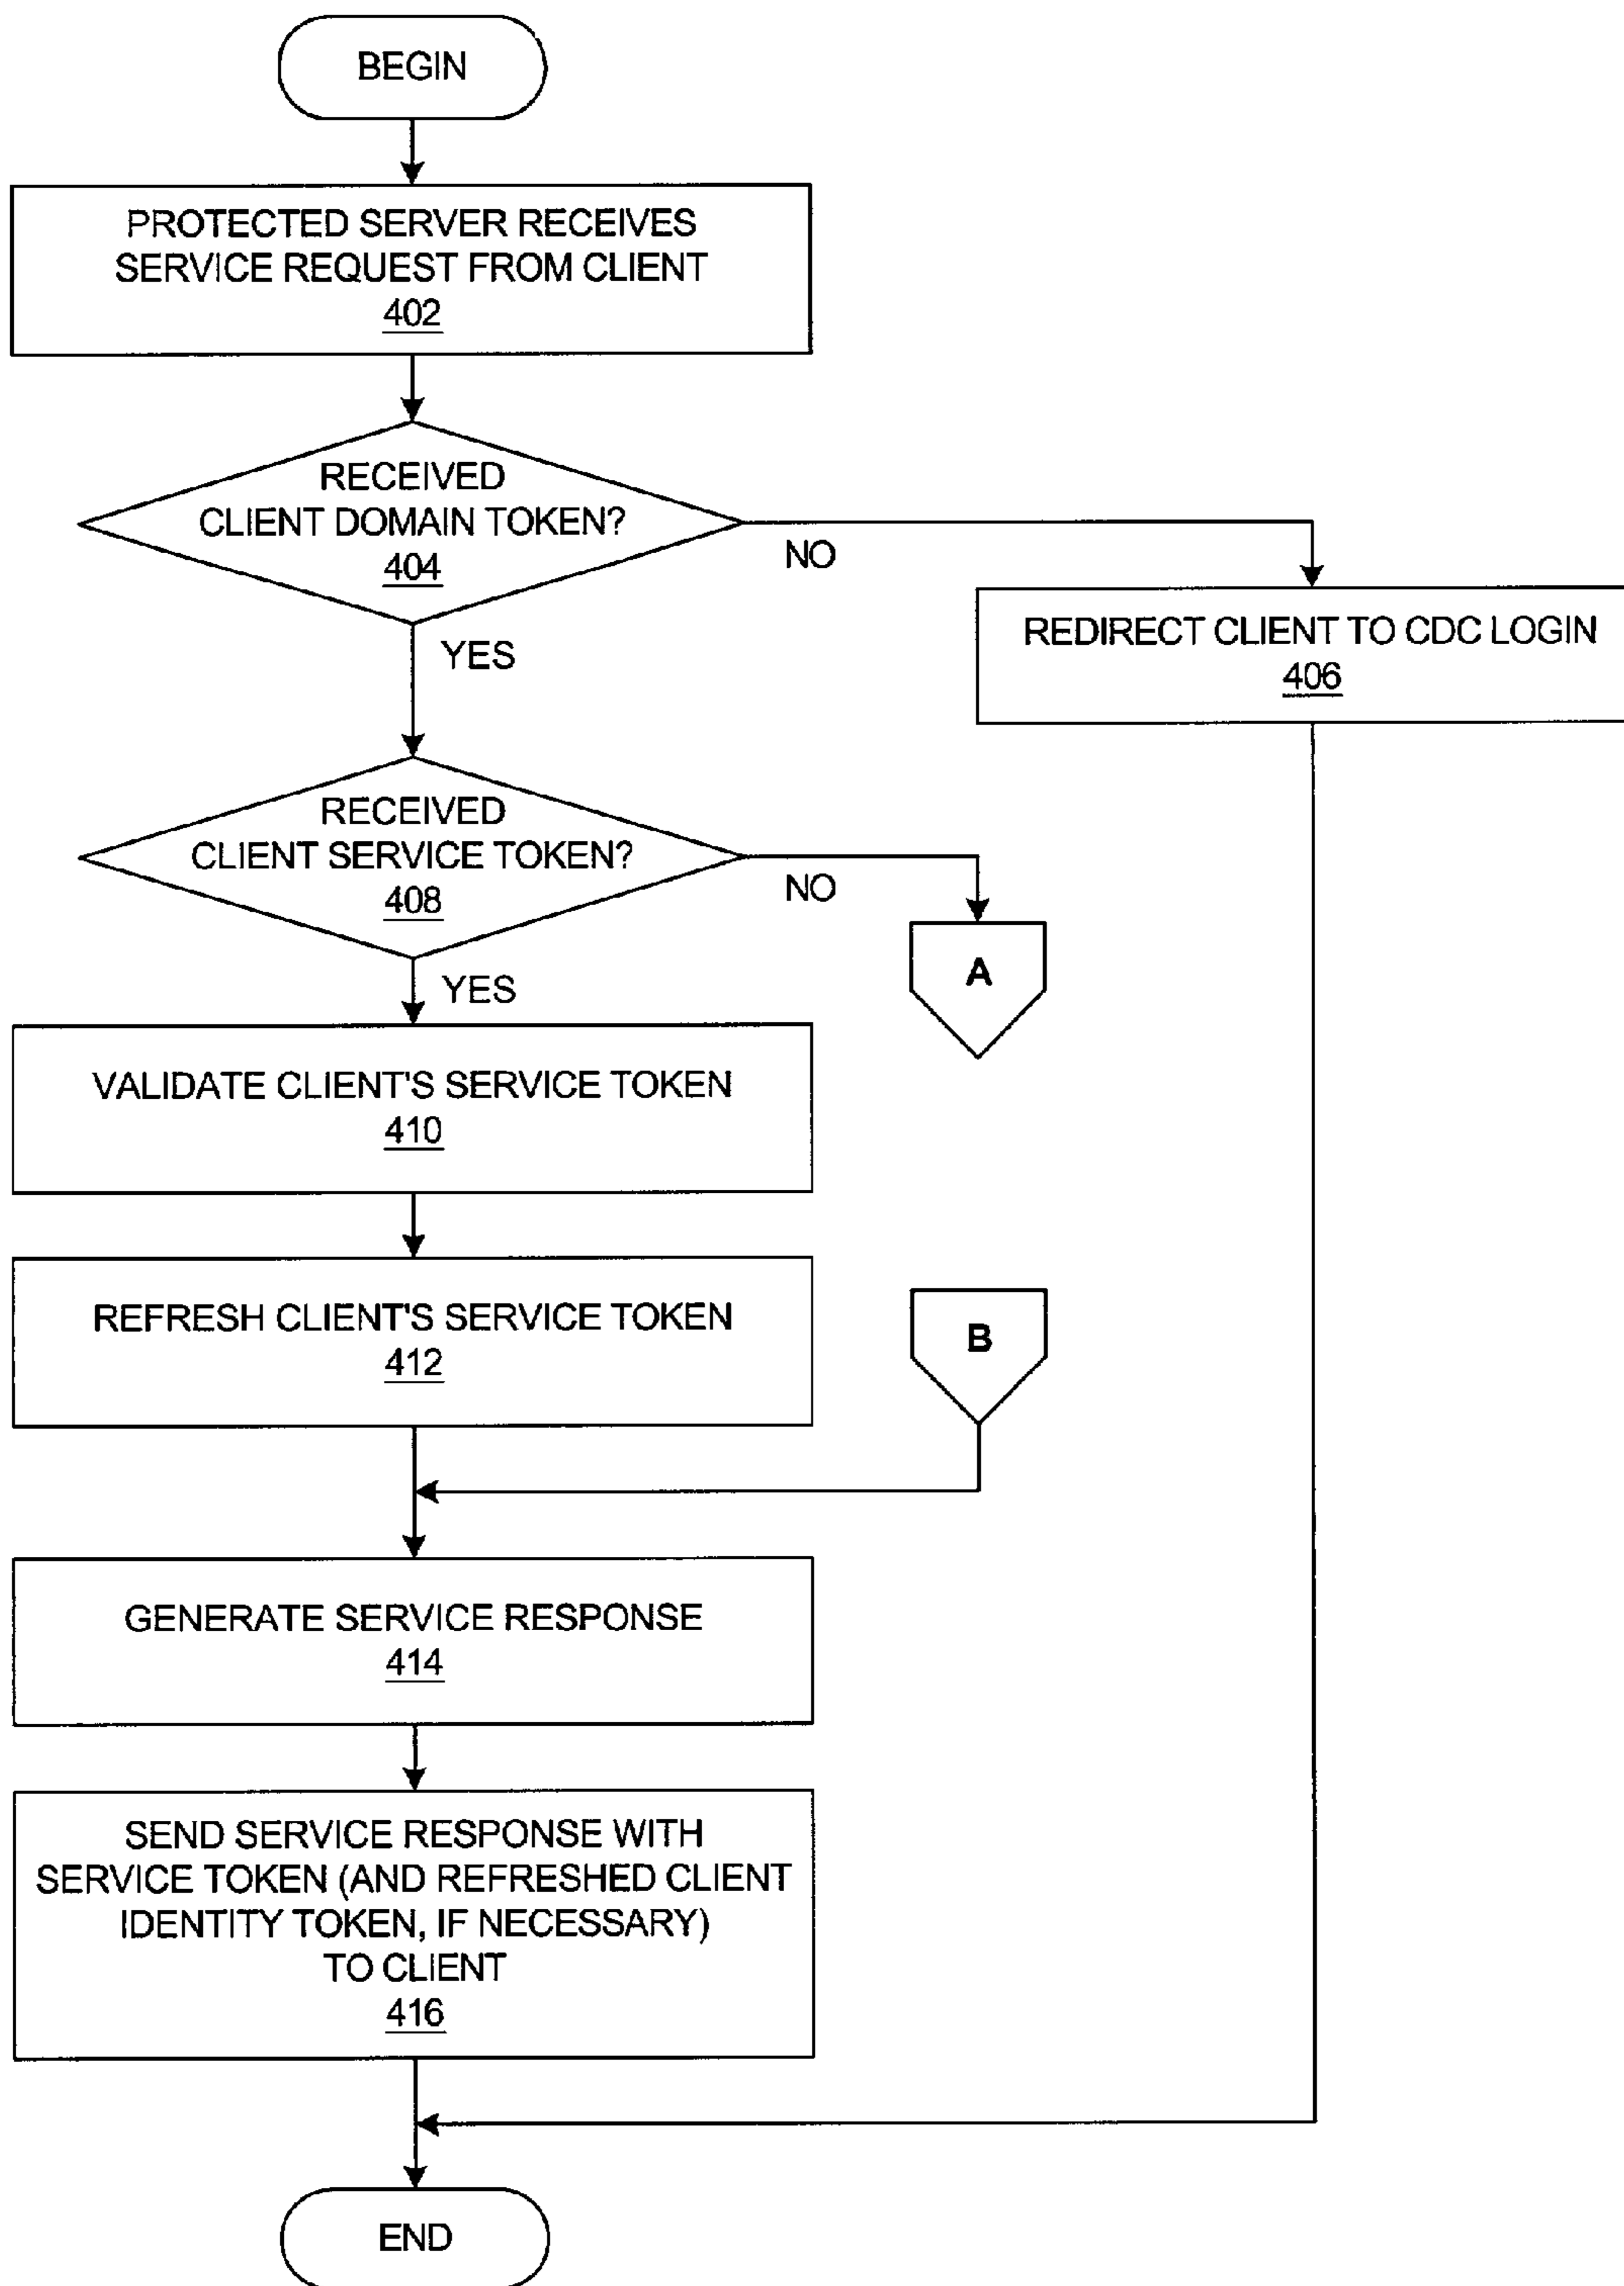 BEGIN
PROTECTED SERVER RECEIVES
SERVICE REQUEST FROM CLIENT
402
RECEIVED
CLIENT DOMAIN TOKEN?
404
NO
YES
REDIRECT CLIENT TO CDC LOGIN
406
RECEIVED
CLIENT SERVICE TOKEN?
408
NO
YES
A
VALIDATE CLIENT'S SERVICE TOKEN
410
REFRESH CLIENT'S SERVICE TOKEN
412
B
GENERATE SERVICE RESPONSE
414
SEND SERVICE RESPONSE WITH
SERVICE TOKEN (AND REFRESHED CLIENT
IDENTITY TOKEN, IF NECESSARY)
TO CLIENT
416
END